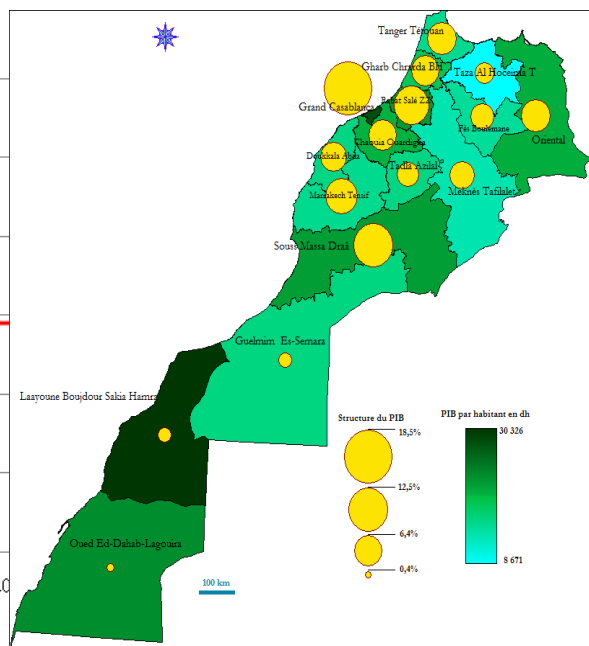 Tanger Tétouan
Gharb Chrarda BH
Taza Al Hoceima T
Grand Casablanca
Rabat Salé ZZ
Fès Boulemane
Oriental
Chaouia Ouardigha
Doukkala Abda
Tadla Azilal
Marrakech Tensif
Meknès Tafilalet
Souss Massa Draâ
Guelmim Es-Semara
Laayoune Boujdour Sakia Hamra
Oued Ed-Dahab-Lagouira
Structure du PIB
18,5%
12,5%
6,4%
0,4%
PIB par habitant en dh
30 326
8 671
100 km